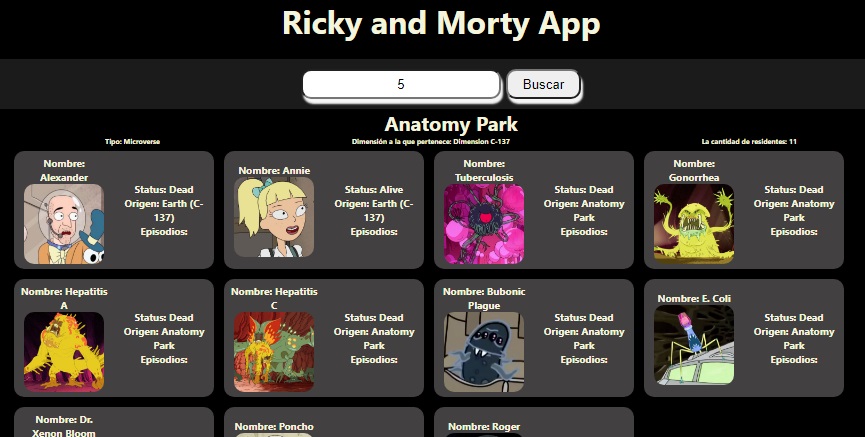 Ricky and Morty App
5
Buscar
Anatomy Park
Tipo: Microverse
Dimensión a la que pertenece: Dimension C-137
La cantidad de residentes: 11
Nombre:
Alexander
Status: Dead
Origen: Earth (C-
137)
Episodios:
Nombre: Annie
Status: Alive
Origen: Earth (C-
137)
Episodios:
Nombre:
Tuberculosis
Status: Dead
Origen: Anatomy
Park
Episodios:
Nombre:
Gonorrhea
Status: Dead
Origen: Anatomy
Park
Episodios:
Nombre: Hepatitis
A
Status: Dead
Origen: Anatomy
Park
Episodios:
Nombre: Hepatitis
C
Status: Dead
Origen: Anatomy
Park
Episodios:
Nombre: Bubonic
Plague
Status: Dead
Origen: Anatomy
Park
Episodios:
Nombre: E. Coli
Status: Dead
Origen: Anatomy
Park
Episodios:
Nombre: Dr.
Xenon Bloom
Nombre: Poncho
Nombre: Roger